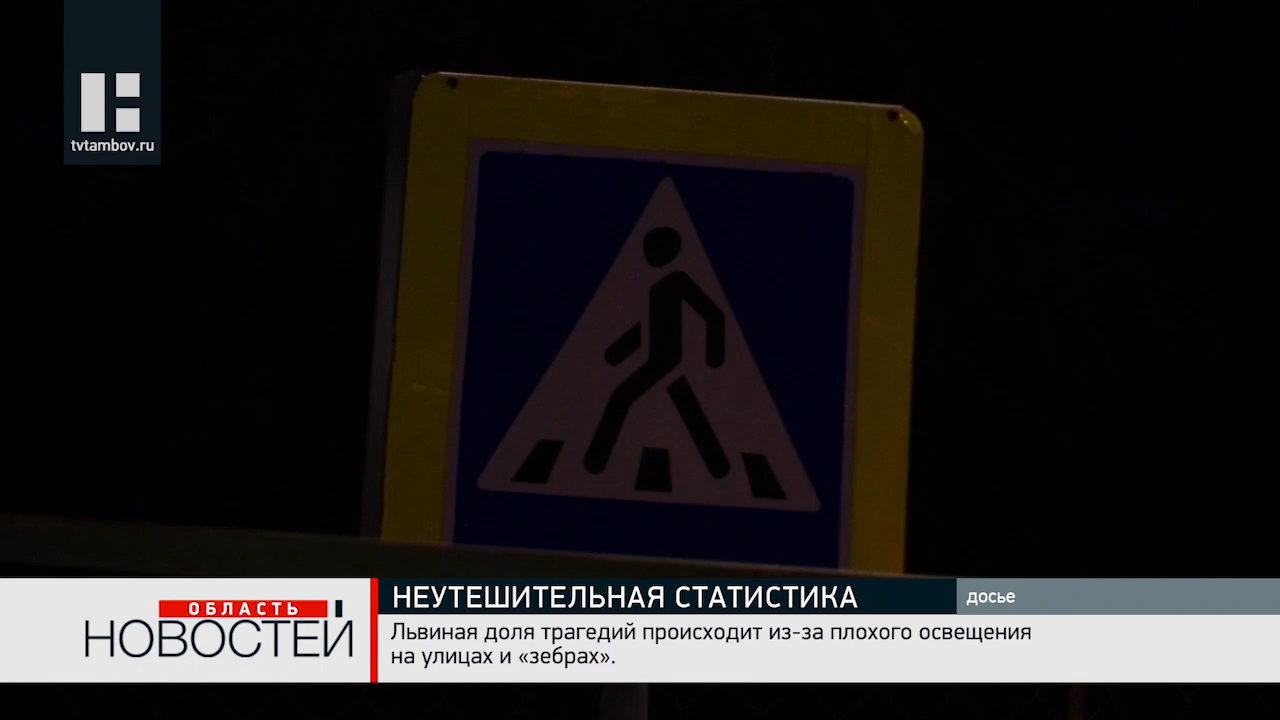 tvtambov.ru
ОБЛАСТЬ
НОВОСТЕЙ
НЕУТЕШИТЕЛЬНАЯ СТАТИСТИКА
досье
Львиная доля трагедий происходит из-за плохого освещения
на улицах и «зебрах».